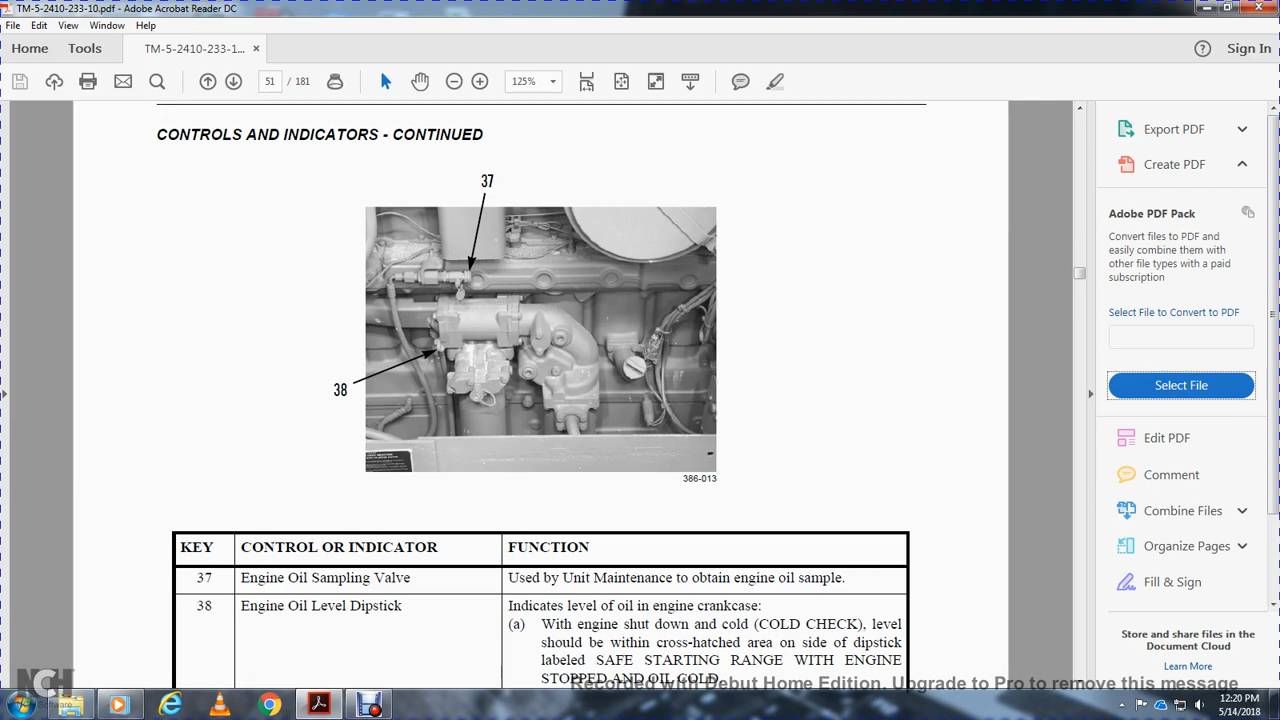 TM-5-2410-233-10.pdf - Adobe Acrobat Reader DC
File Edit View Window Help
Home Tools TM-5-2410-233-1... × Sign In
51 / 181 125%
CONTROLS AND INDICATORS - CONTINUED
37
38
386-013
KEY CONTROL OR INDICATOR FUNCTION
37 Engine Oil Sampling Valve Used by Unit Maintenance to obtain engine oil sample.
38 Engine Oil Level Dipstick Indicates level of oil in engine crankcase:
(a) With engine shut down and cold (COLD CHECK), level
should be within cross-hatched area on side of dipstick
labeled SAFE STARTING RANGE WITH ENGINE
STOPPED AND OIL COLD
Export PDF
Create PDF
Adobe PDF Pack
Convert files to PDF and
easily combine them with
other file types with a paid
subscription
Select File to Convert to PDF
Select File
Edit PDF
Comment
Combine Files
Organize Pages
Fill & Sign
Store and share files in the
Document Cloud
Learn More
Recorded with Debut Home Edition. Upgrade to Pro to remove this message
NCH
Software
12:20 PM
5/14/2018